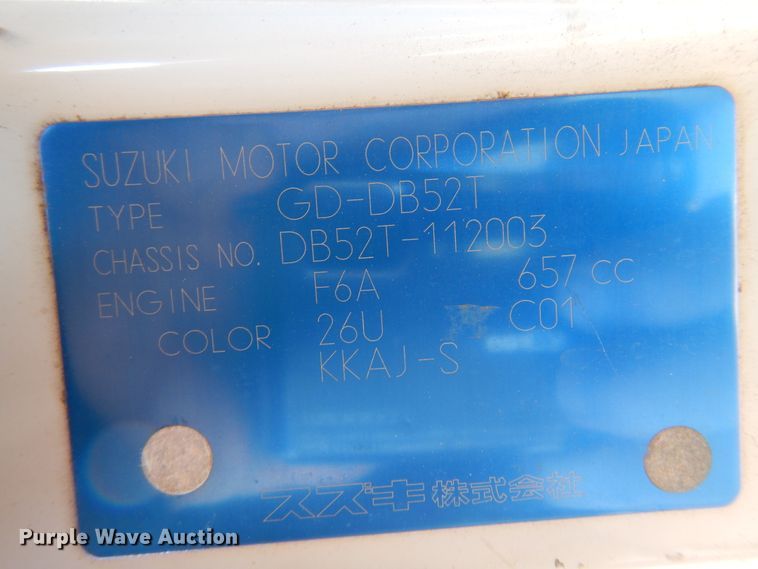 SUZUKI MOTOR CORPORATION JAPAN
TYPE GD-DB52T
CHASSIS NO. DB52T-112003
ENGINE F6A 657 CC
COLOR 26U C01
KKAJ-S
スズキ株式会社
Purple Wave Auction